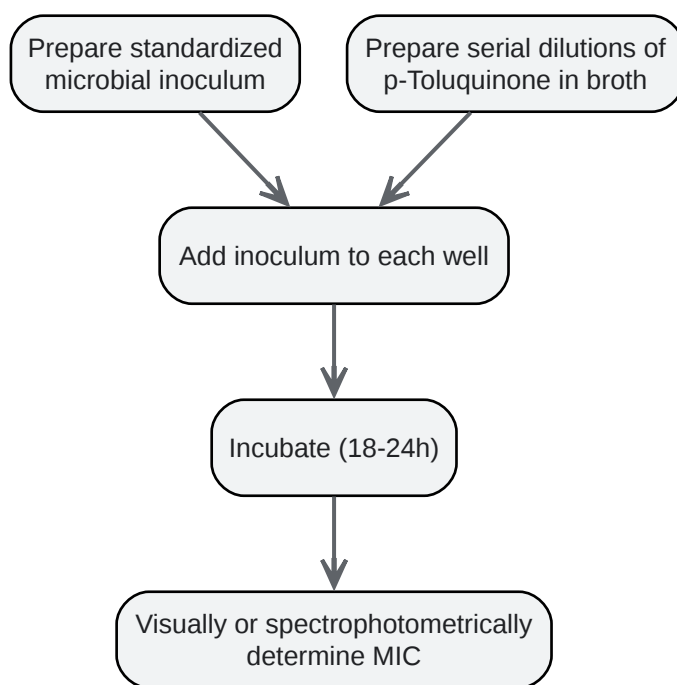 Prepare standardized
microbial inoculum
Prepare serial dilutions of
p-Toluquinone in broth
Add inoculum to each well
Incubate (18-24h)
Visually or spectrophotometrically
determine MIC